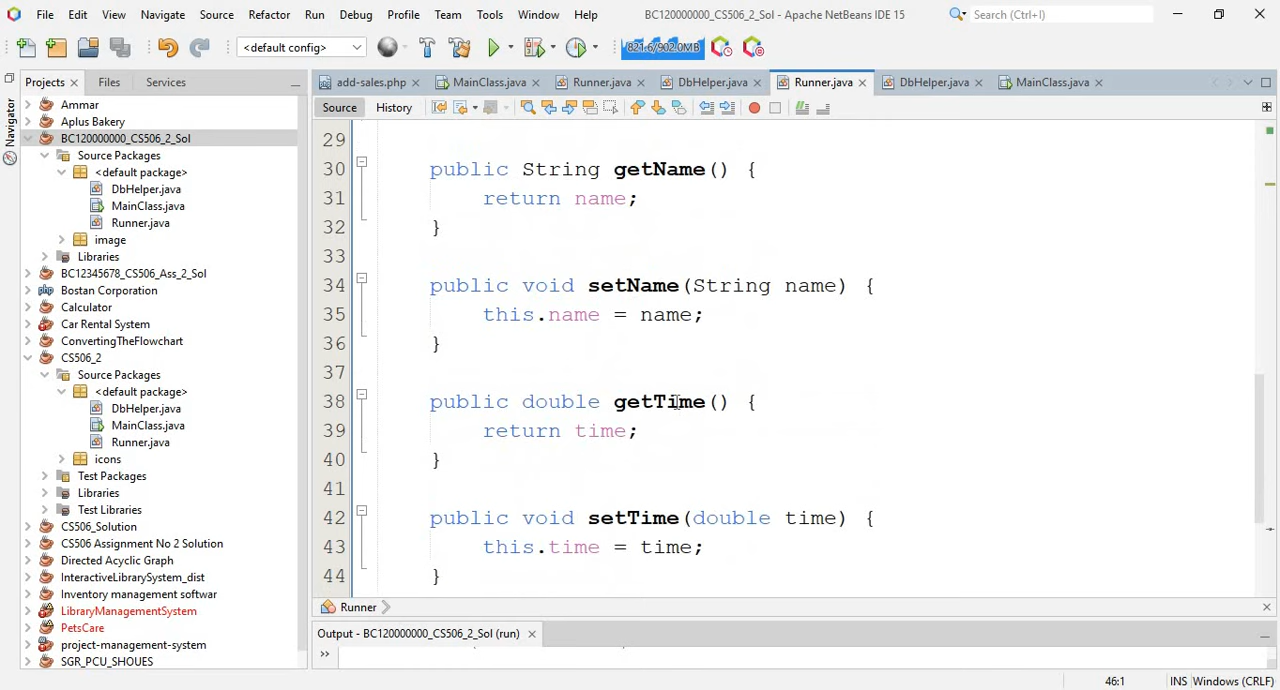 File Edit View Navigate Source Refactor Run Debug Profile Team Tools Window Help BC120000000_CS506_2_Sol - Apache NetBeans IDE 15 Search (Ctrl+I)
<default config> 821.6/902.0MB
Projects Files Services add-sales.php MainClass.java Runner.java DbHelper.java Runner.java DbHelper.java MainClass.java
Navigator
Source History
Ammar
Aplus Bakery
BC120000000_CS506_2_Sol
Source Packages
<default package>
DbHelper.java
MainClass.java
Runner.java
image
Libraries
BC12345678_CS506_Ass_2_Sol
Bostan Corporation
Calculator
Car Rental System
ConvertingTheFlowchart
CS506_2
Source Packages
<default package>
DbHelper.java
MainClass.java
Runner.java
icons
Test Packages
Libraries
Test Libraries
CS506_Solution
CS506 Assignment No 2 Solution
Directed Acyclic Graph
InteractiveLibrarySystem_dist
Inventory management softwar
LibraryManagementSystem
PetsCare
project-management-system
SGR_PCU_SHOUES
29
30 public String getName() {
31 return name;
32 }
33
34 public void setName(String name) {
35 this.name = name;
36 }
37
38 public double getTime() {
39 return time;
40 }
41
42 public void setTime(double time) {
43 this.time = time;
44 }
Runner
Output - BC120000000_CS506_2_Sol (run)
46:1 INS Windows (CRLF)